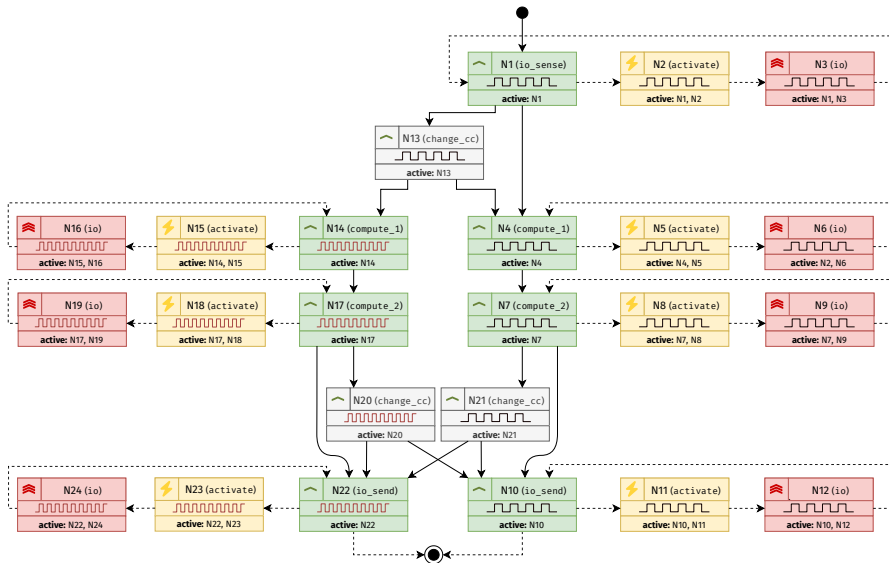 N1 (io_sense)
active: N1
N2 (activate)
active: N1, N2
N3 (io)
active: N1, N3
N13 (change_cc)
active: N13
N16 (io)
active: N15, N16
N15 (activate)
active: N14, N15
N14 (compute_1)
active: N14
N4 (compute_1)
active: N4
N5 (activate)
active: N4, N5
N6 (io)
active: N2, N6
N19 (io)
active: N17, N19
N18 (activate)
active: N17, N18
N17 (compute_2)
active: N17
N7 (compute_2)
active: N7
N8 (activate)
active: N7, N8
N9 (io)
active: N7, N9
N20 (change_cc)
active: N20
N21 (change_cc)
active: N21
N24 (io)
active: N22, N24
N23 (activate)
active: N22, N23
N22 (io_send)
active: N22
N10 (io_send)
active: N10
N11 (activate)
active: N10, N11
N12 (io)
active: N10, N12